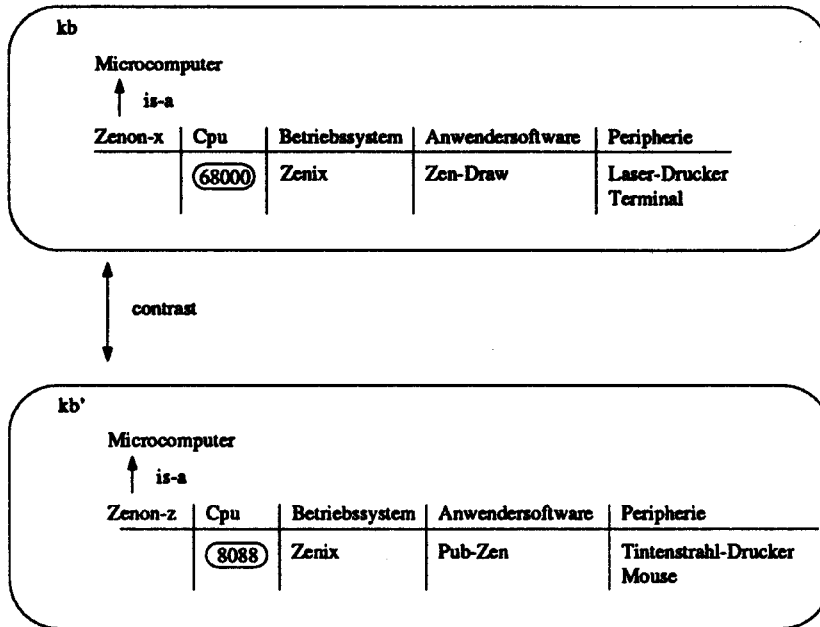 kb
Microcomputer
is-a
Zenon-x Cpu Betriebssystem Anwendersoftware Peripherie
68000 Zenix Zen-Draw Laser-Drucker
Terminal
contrast
kb'
Microcomputer
is-a
Zenon-z Cpu Betriebssystem Anwendersoftware Peripherie
8088 Zenix Pub-Zen Tintenstrahl-Drucker
Mouse